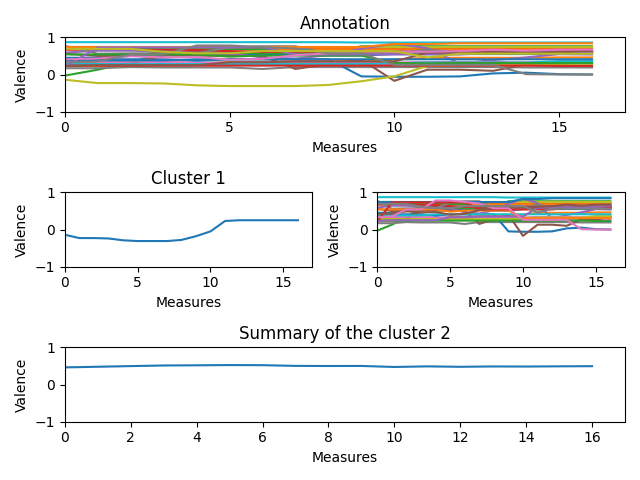 Annotation
1
0
−1
Valence
0 5 10 15
Measures
Cluster 1 Cluster 2
1 1
0 0
−1 −1
Valence Valence
0 5 10 15 0 5 10 15
Measures Measures
Summary of the cluster 2
1
0
−1
Valence
0 2 4 6 8 10 12 14 16
Measures